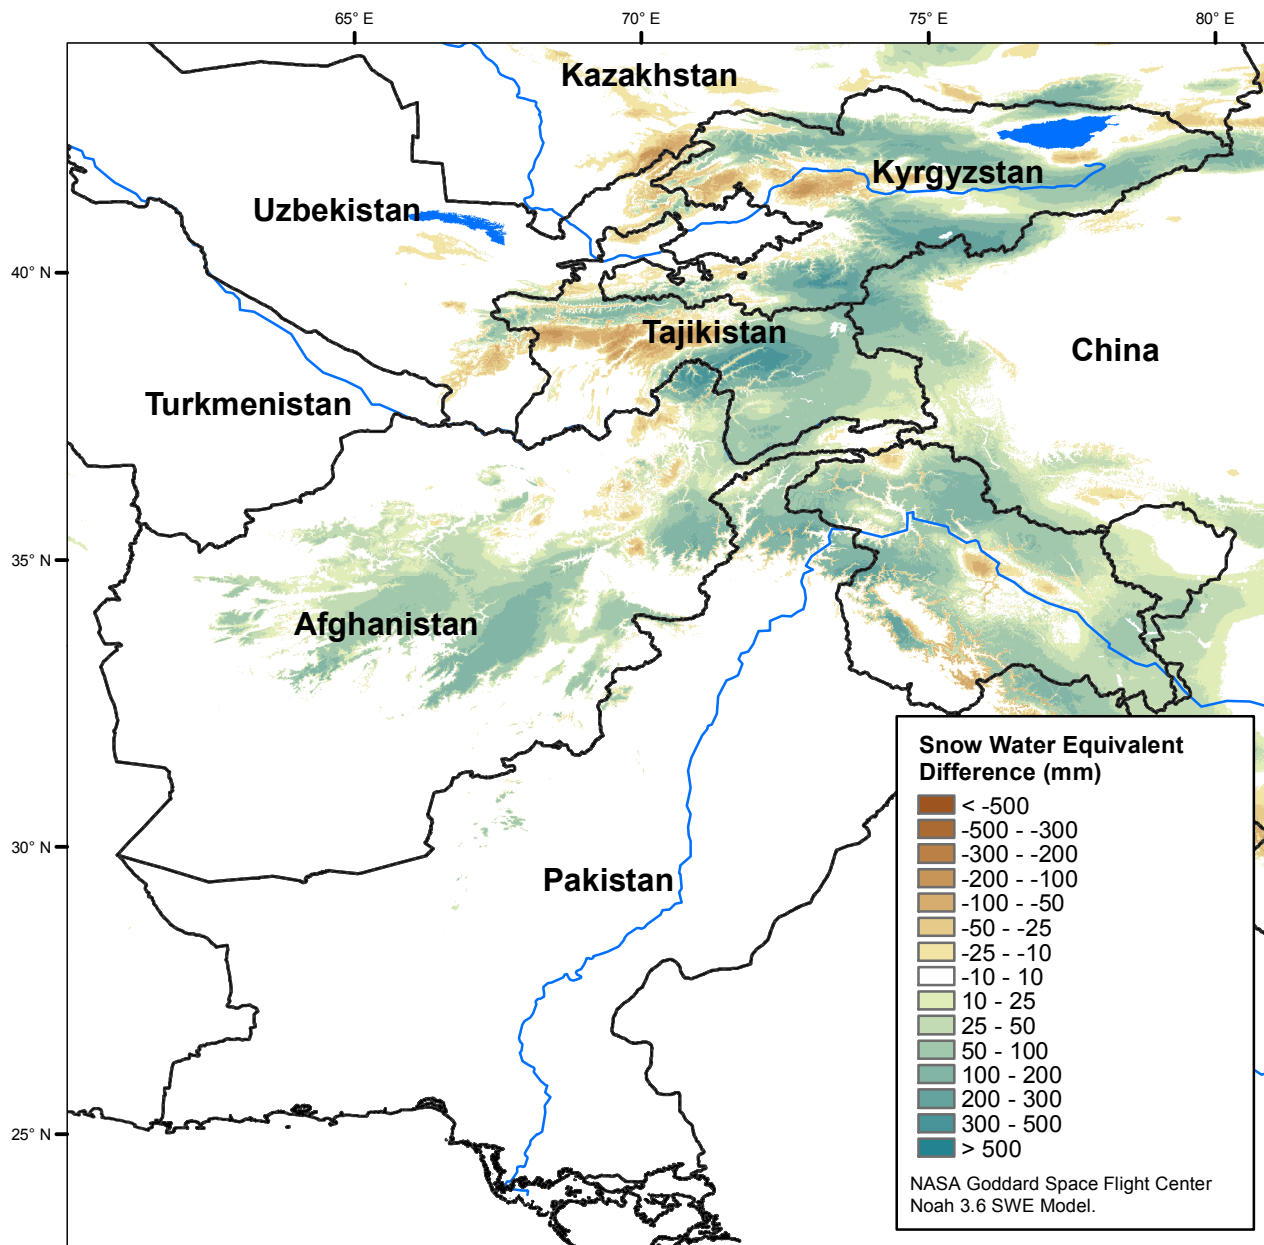 65° E
70° E
75° E
80° E
Kazakhstan
Kyrgyzstan
Uzbekistan
40° N
Tajikistan
China
Turkmenistan
35° N
Afghanistan
30° N
Pakistan
25° N
Snow Water Equivalent
Difference (mm)
< -500
-500 - -300
-300 - -200
-200 - -100
-100 - -50
-50 - -25
-25 - -10
-10 - 10
10 - 25
25 - 50
50 - 100
100 - 200
200 - 300
300 - 500
> 500
NASA Goddard Space Flight Center
Noah 3.6 SWE Model.